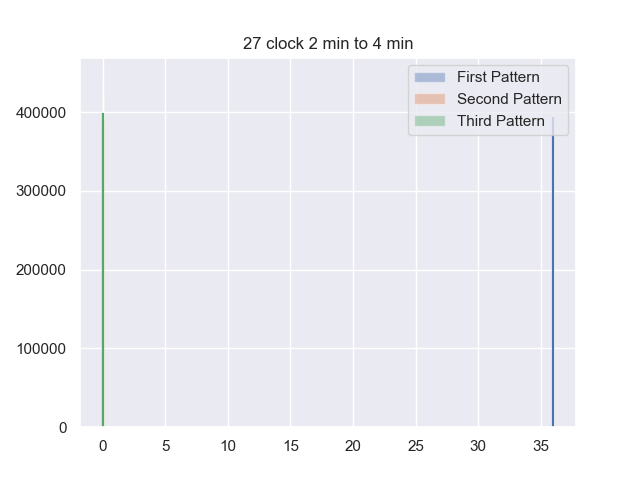 27 clock 2 min to 4 min
First Pattern
Second Pattern
Third Pattern
400000
300000
200000
100000
0
0 5 10 15 20 25 30 35